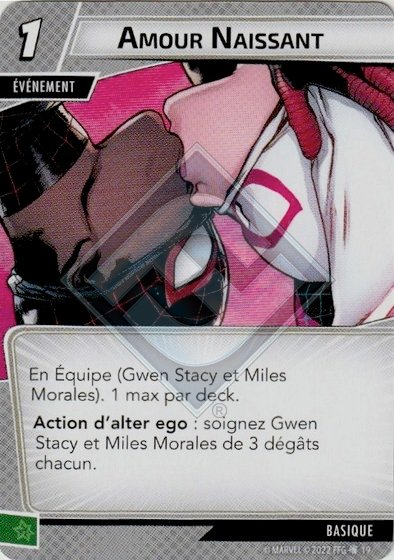 1
AMOUR NAISSANT
ÉVÉNEMENT
En Équipe (Gwen Stacy et Miles
Morales). 1 max par deck.
Action d'alter ego : soignez Gwen
Stacy et Miles Morales de 3 dégâts
chacun.
BASIQUE
© MARVEL © 2022 FFG 19